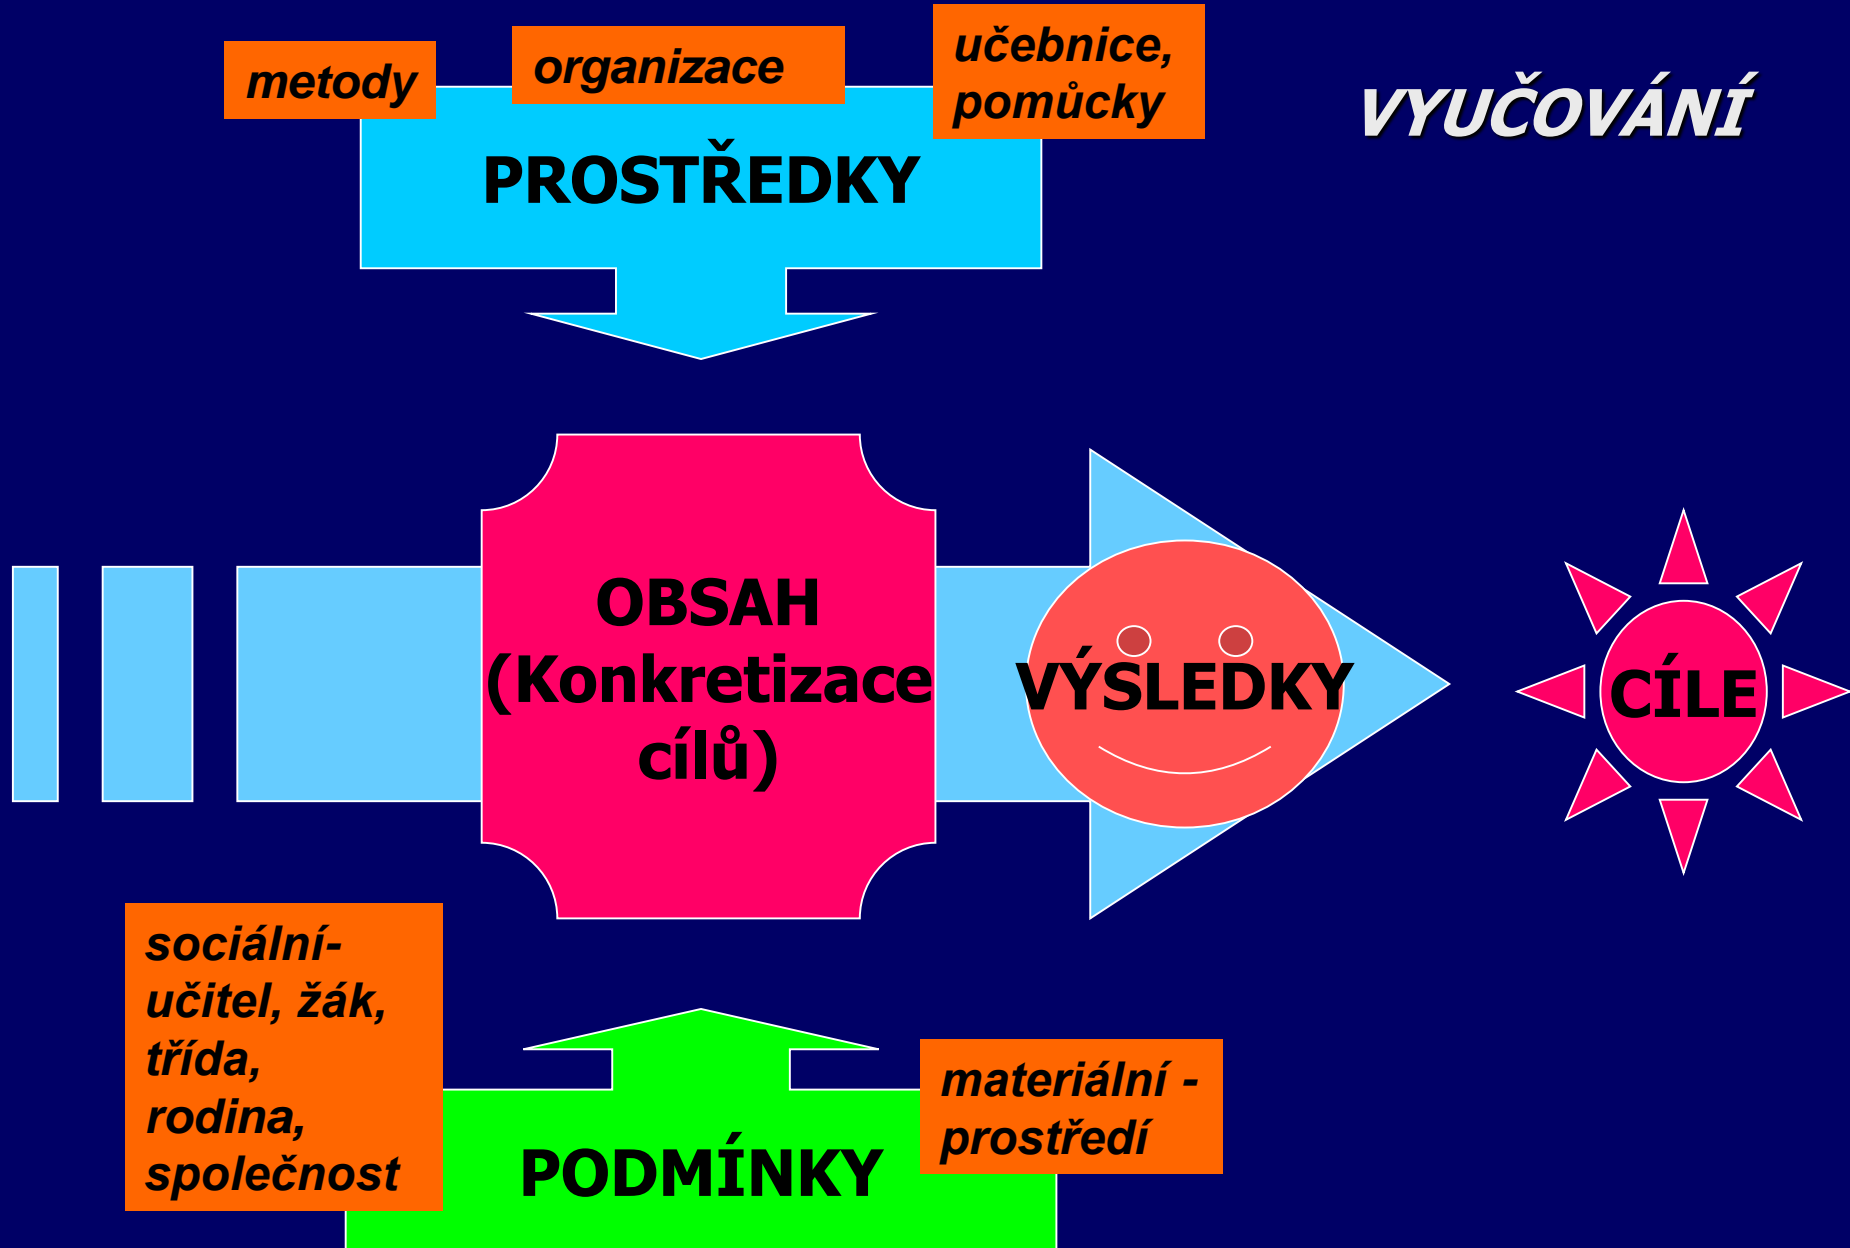 metody
organizace
učebnice,
pomůcky
VYUČOVÁNÍ
PROSTŘEDKY
OBSAH
(Konkretizace
cílů)
VÝSLEDKY
CÍLE
sociální-
učitel, žák,
třída,
rodina,
společnost
materiální -
prostředí
PODMÍNKY